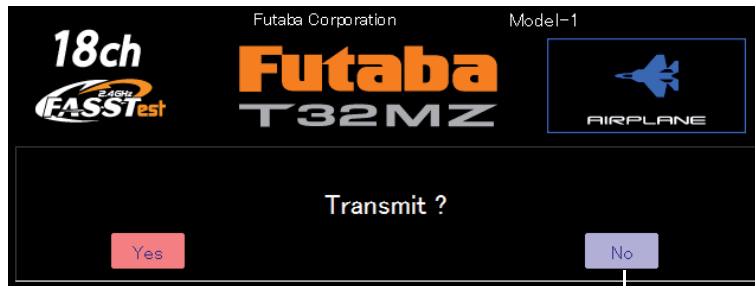 Futaba Corporation Model-1
18ch
2.4GHz
FASSTest
Futaba
T32MZ
AIRPLANE
Transmit ?
Yes
No